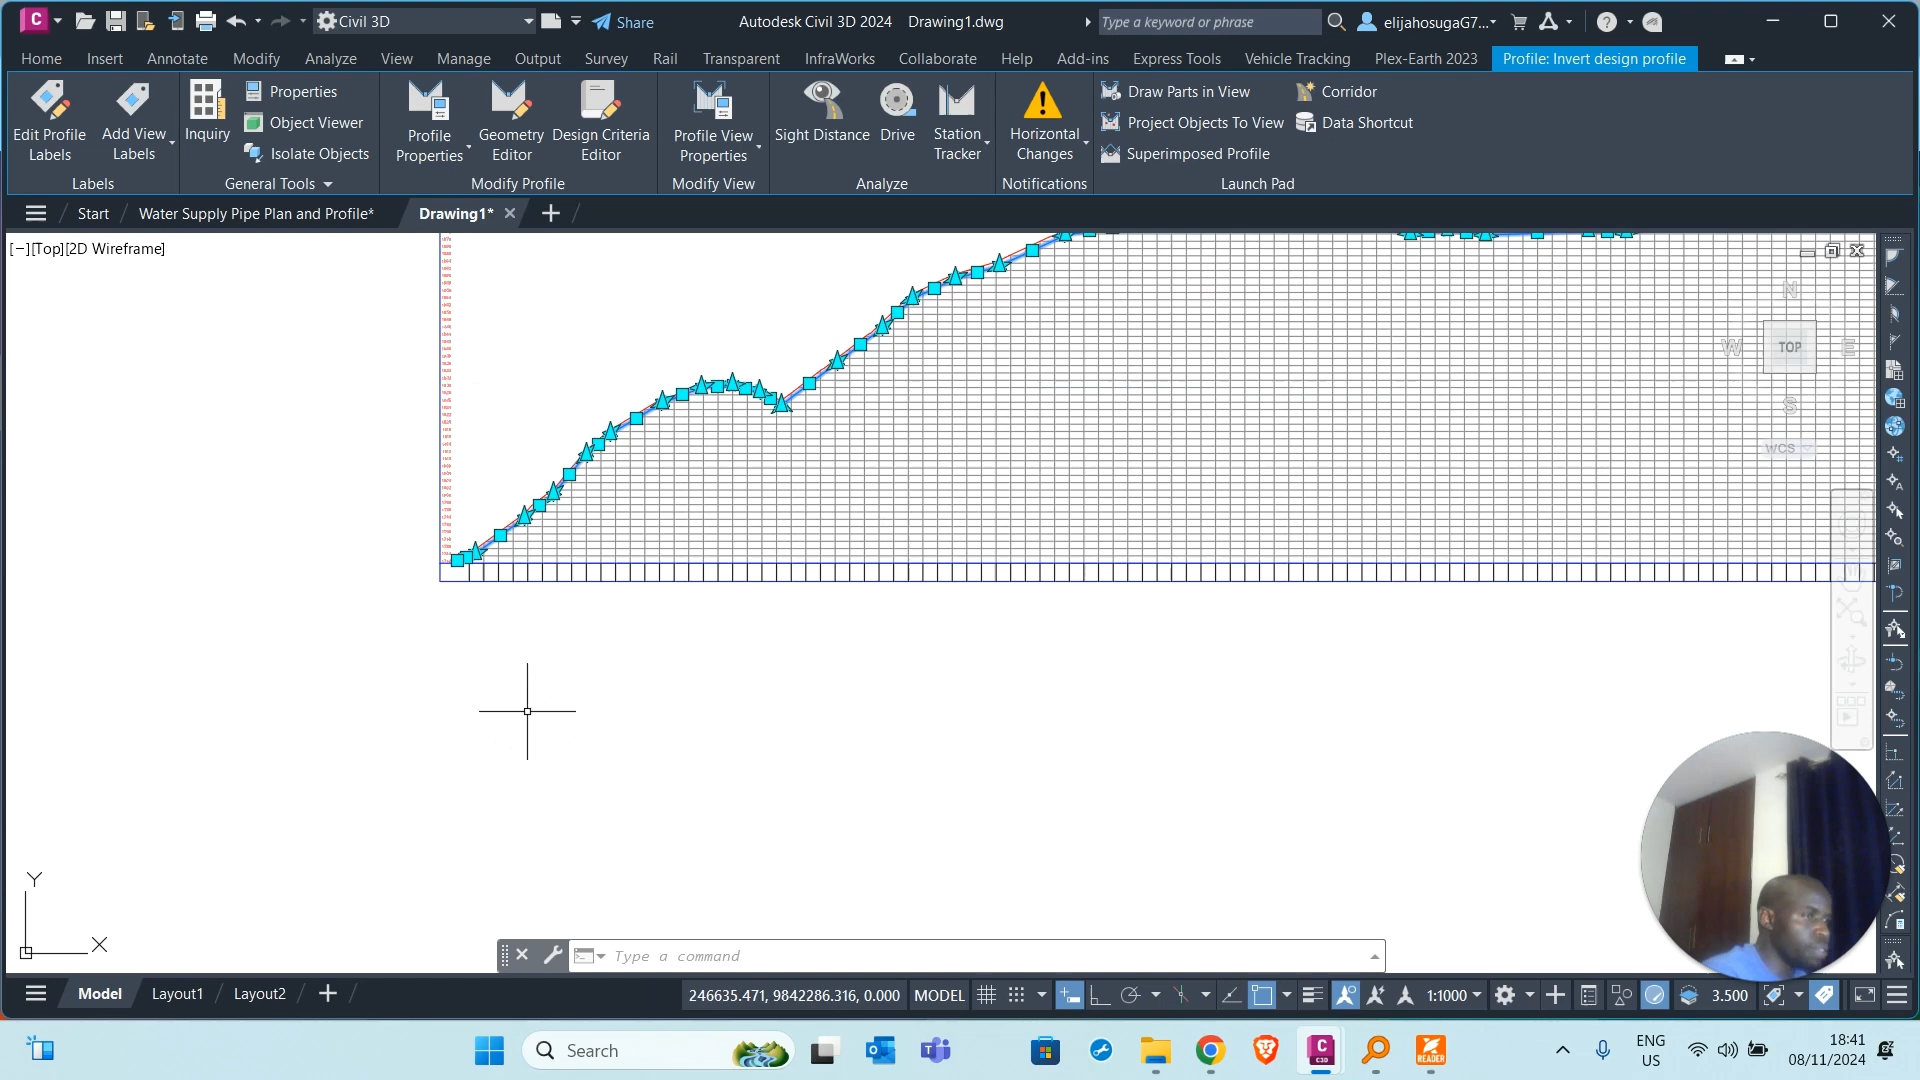 Civil 3D
Share
Autodesk Civil 3D 2024 Drawing1.dwg
Type a keyword or phrase
elijahosugaG7...
Home Insert Annotate Modify Analyze View Manage Output Survey Rail Transparent InfraWorks Collaborate Help Add-ins Express Tools Vehicle Tracking Plex-Earth 2023 Profile: Invert design profile
Edit Profile Labels
Add View Labels
Labels
Inquiry
Properties
Object Viewer
Isolate Objects
General Tools
Profile Properties
Geometry Editor
Design Criteria Editor
Modify Profile
Profile View Properties
Modify View
Sight Distance
Drive
Station Tracker
Analyze
Horizontal Changes
Notifications
Draw Parts in View
Project Objects To View
Superimposed Profile
Corridor
Data Shortcut
Launch Pad
Start Water Supply Pipe Plan and Profile* Drawing1*
[−][Top][2D Wireframe]
N
W TOP E
S
WCS
Y
X
Type a command
Model Layout1 Layout2
246635.471, 9842286.316, 0.000 MODEL 1:1000 3.500
Search
READER
ENG
US
18:41
08/11/2024